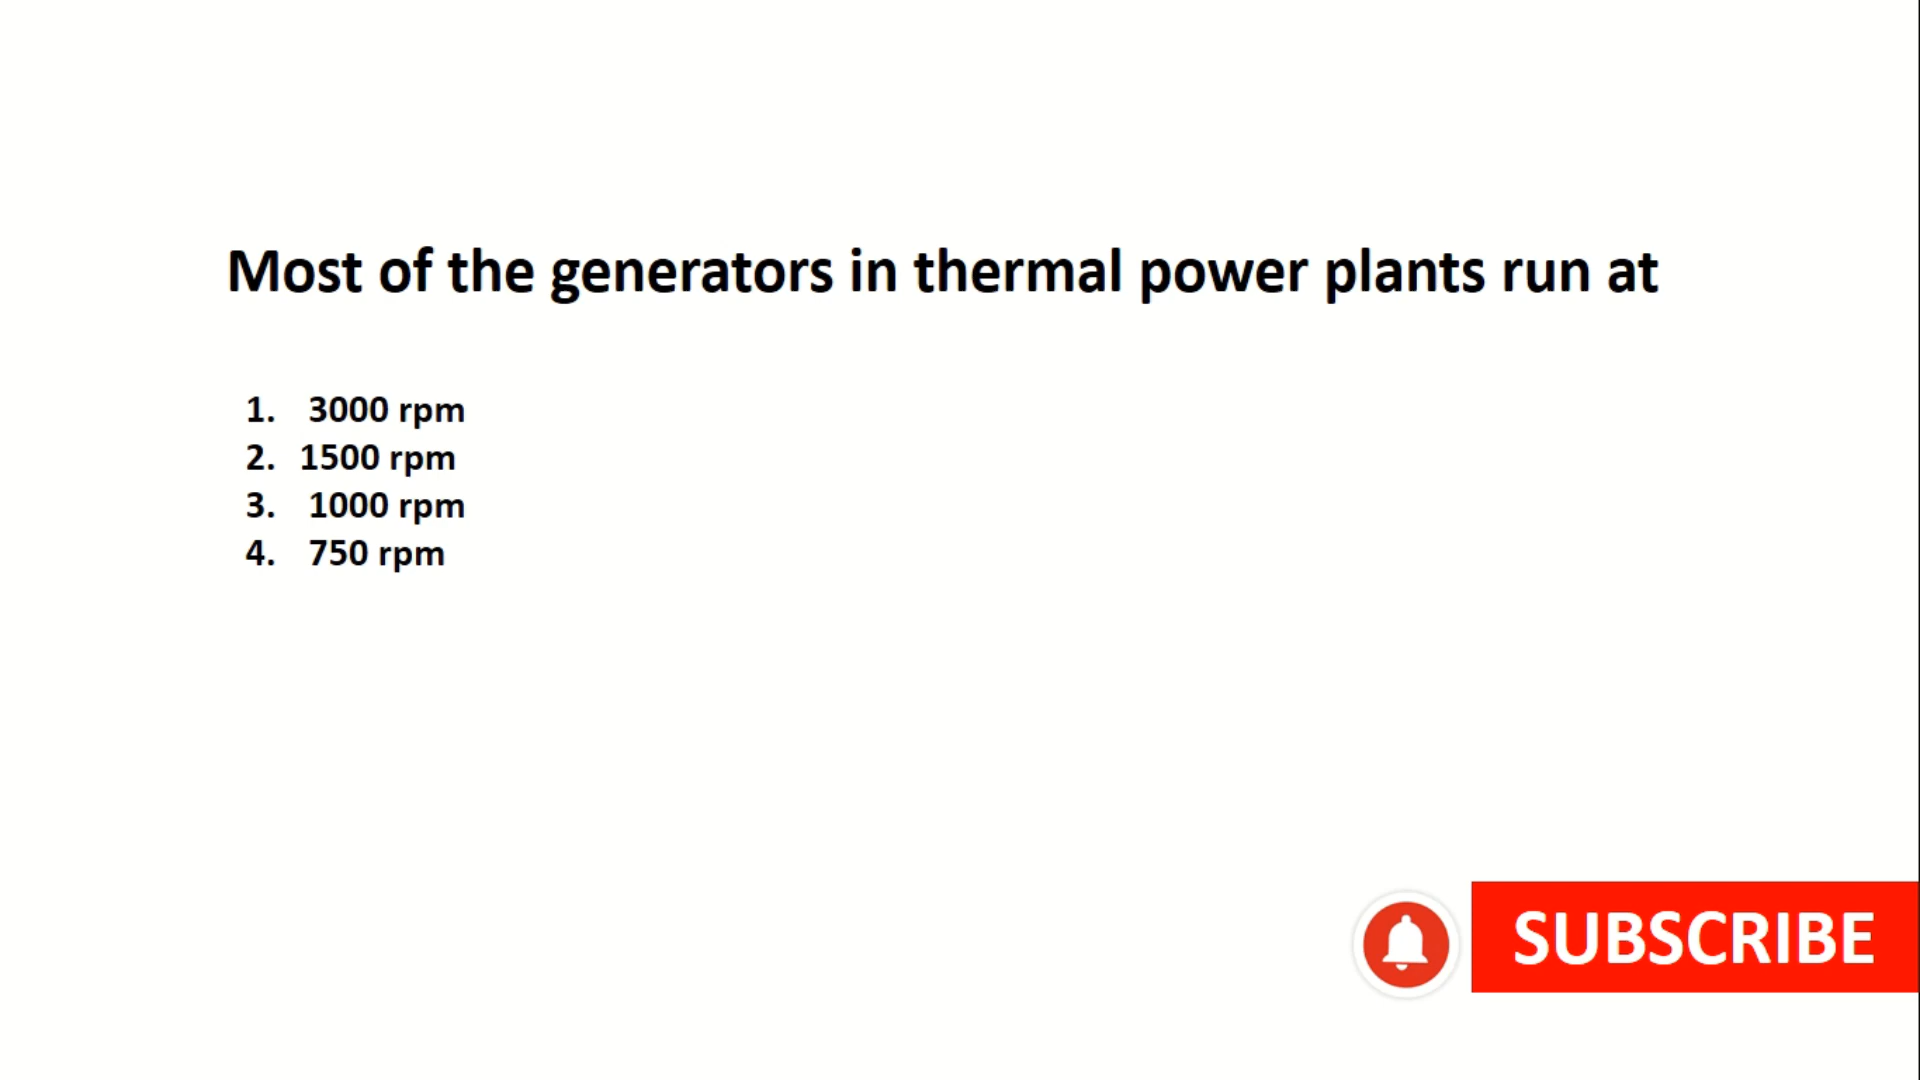 Most of the generators in thermal power plants run at
1. 3000 rpm
2. 1500 rpm
3. 1000 rpm
4. 750 rpm
SUBSCRIBE